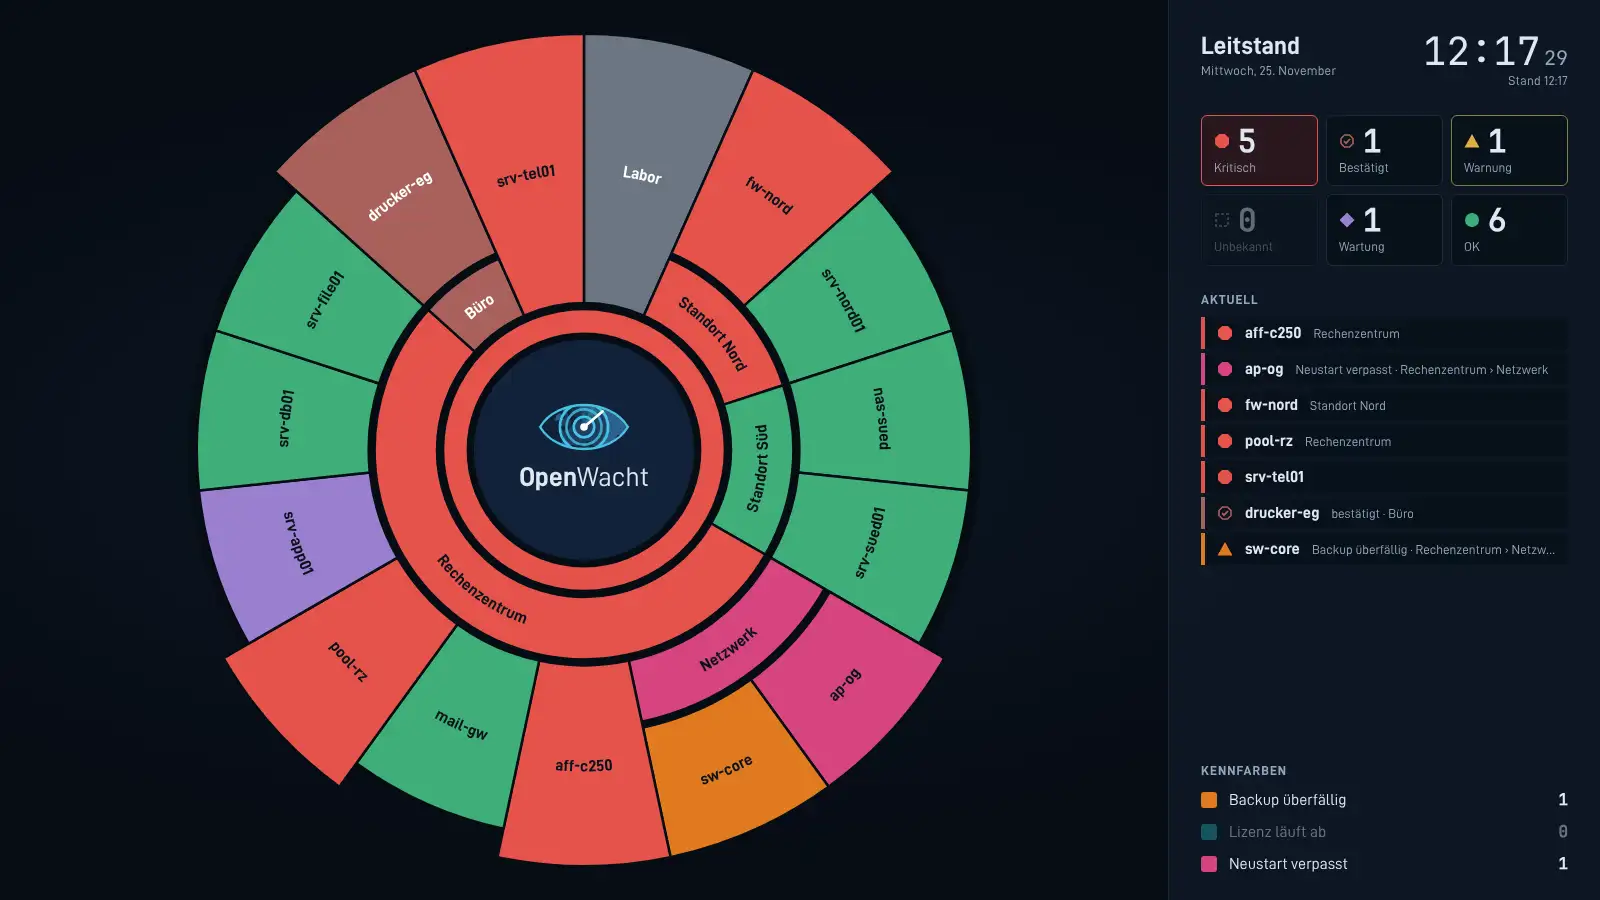 drucker-eg
srv-tel01
Labor
fw-nord
srv-file01
Büro
Standort Nord
srv-nord01
srv-db01
OpenWacht
Standort Süd
nas-sued
srv-app01
Rechenzentrum
srv-sued01
pool-rz
mail-gw
aff-c250
Netzwerk
sw-core
ap-og
Leitstand
12:17 29
Mittwoch, 25. November
Stand 12:17
5
Kritisch
1
Bestätigt
1
Warnung
0
Unbekannt
1
Wartung
6
OK
AKTUELL
aff-c250 Rechenzentrum
ap-og Neustart verpasst · Rechenzentrum › Netzwerk
fw-nord Standort Nord
pool-rz Rechenzentrum
srv-tel01
drucker-eg bestätigt · Büro
sw-core Backup überfällig · Rechenzentrum › Netzw…
KENNFARBEN
Backup überfällig 1
Lizenz läuft ab 0
Neustart verpasst 1